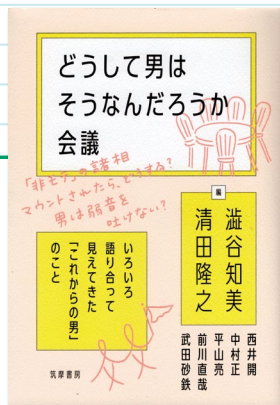 どうして男は
そうなんだろうか
会議
「非モテ」の諸相
マウントされたら、どうする?
男は弱音を
吐けない?
編
澁谷知美
清田隆之
いろいろ
語り合って
見えてきた
「これからの男」
のこと
西井開
中村正
平山亮
前川直哉
武田砂鉄
筑摩書房